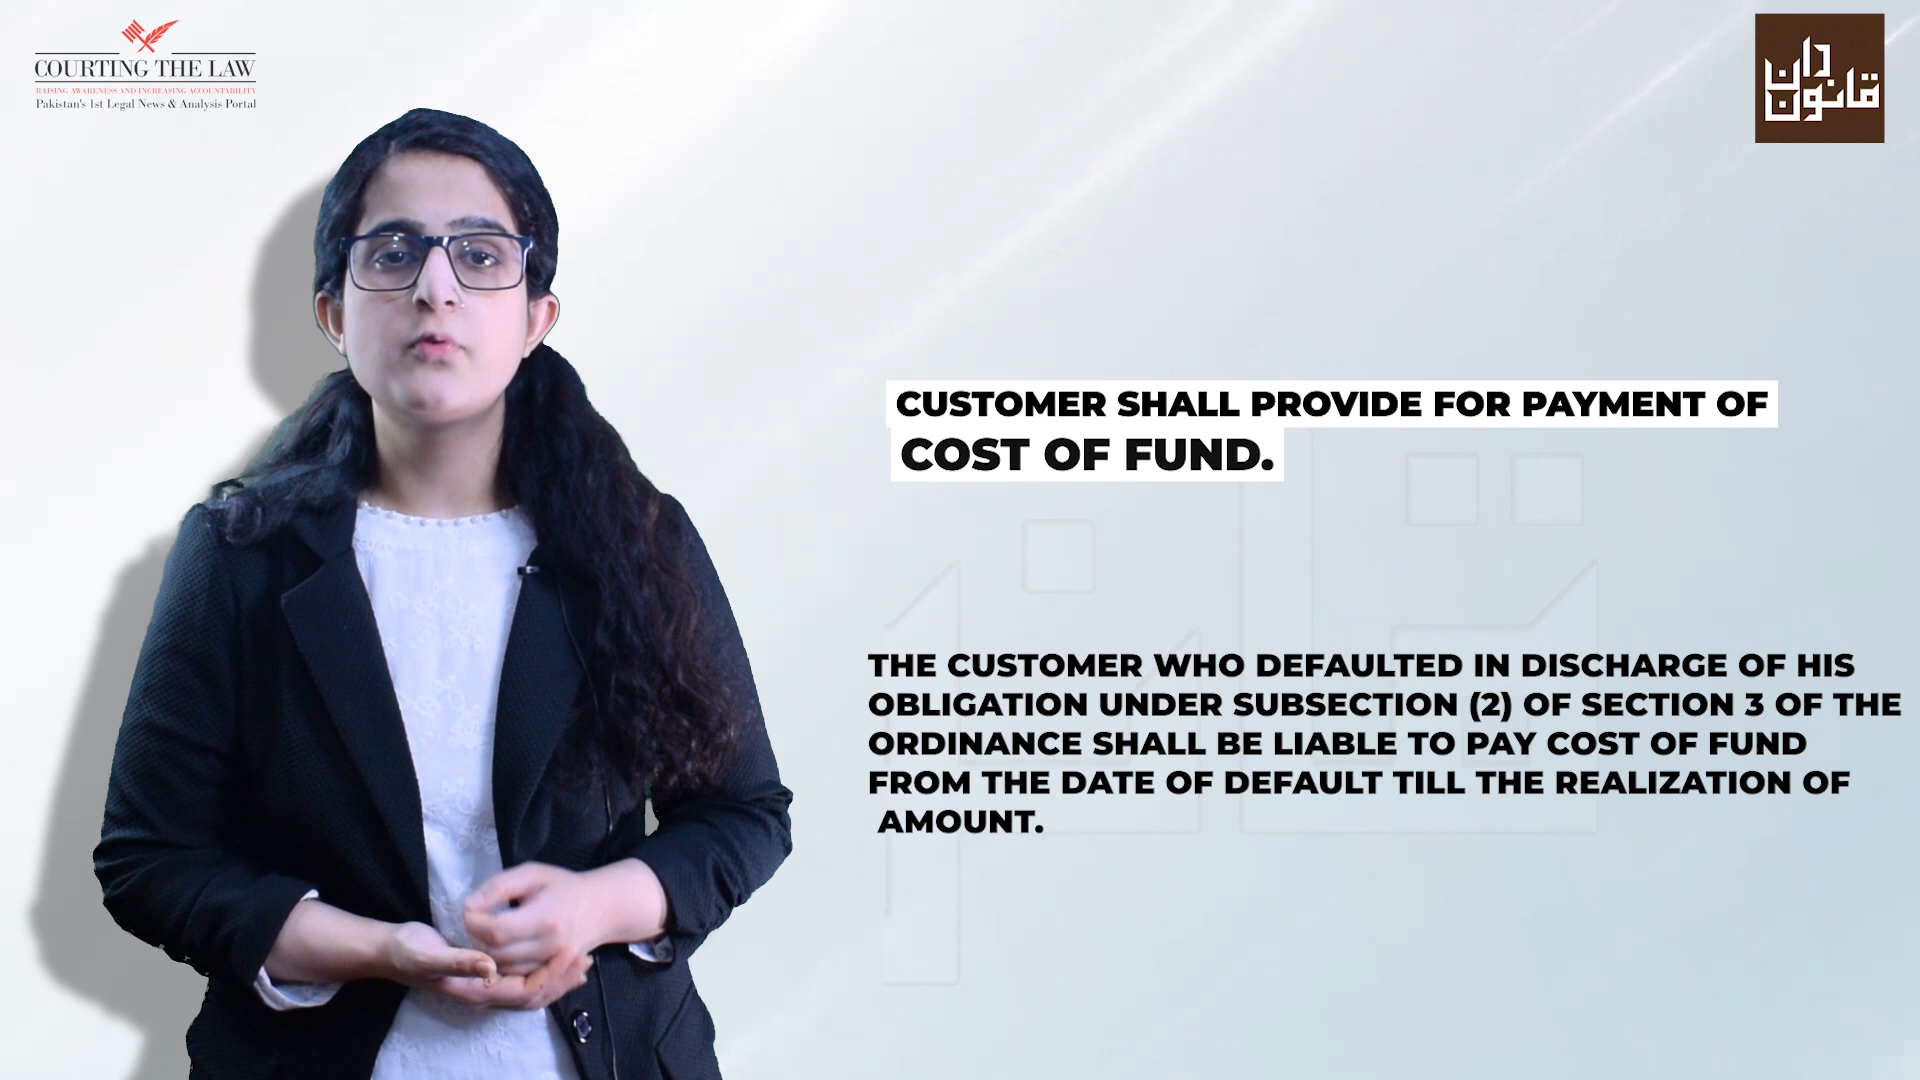 COURTING THE LAW
RAISING AWARENESS AND INCREASING ACCOUNTABILITY
Pakistan's 1st Legal News & Analysis Portal
قانون دان
CUSTOMER SHALL PROVIDE FOR PAYMENT OF
COST OF FUND.
THE CUSTOMER WHO DEFAULTED IN DISCHARGE OF HIS
OBLIGATION UNDER SUBSECTION (2) OF SECTION 3 OF THE
ORDINANCE SHALL BE LIABLE TO PAY COST OF FUND
FROM THE DATE OF DEFAULT TILL THE REALIZATION OF
AMOUNT.